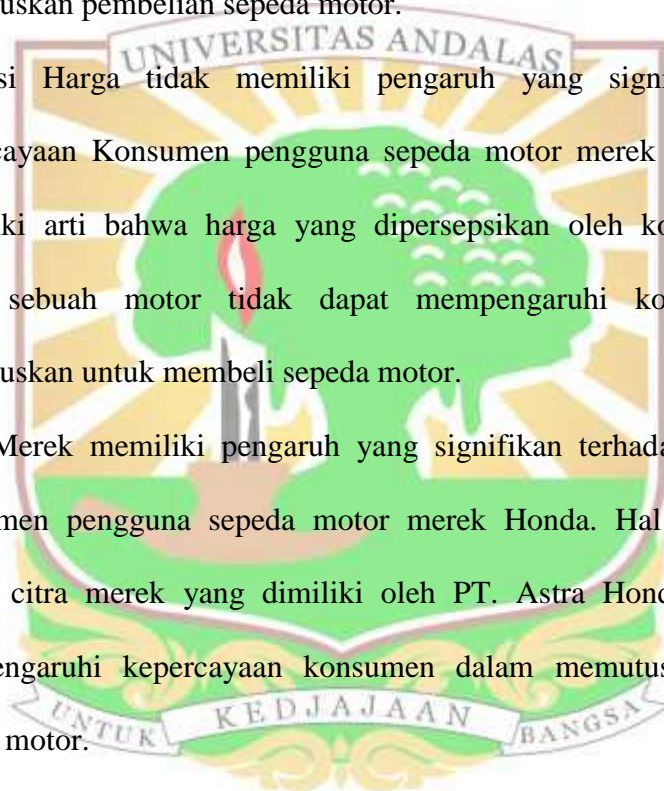 uskan pembelian sepeda motor.
UNIVERSITAS ANDALAS
si Harga tidak memiliki pengaruh yang signi
cayaan Konsumen pengguna sepeda motor merek
ki arti bahwa harga yang dipersepsikan oleh ko
sebuah motor tidak dapat mempengaruhi ko
uskan untuk membeli sepeda motor.
Merek memiliki pengaruh yang signifikan terhada
men pengguna sepeda motor merek Honda. Hal
citra merek yang dimiliki oleh PT. Astra Hond
engaruhi kepercayaan konsumen dalam memutus
motor.
UNTUK KEDJAJAAN BANGSA